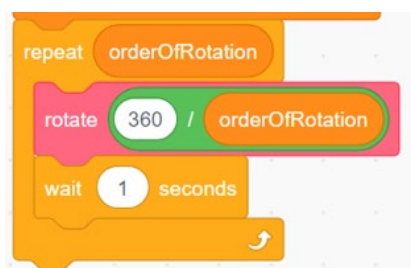 repeat orderOfRotation
rotate 360 / orderOfRotation
wait 1 seconds